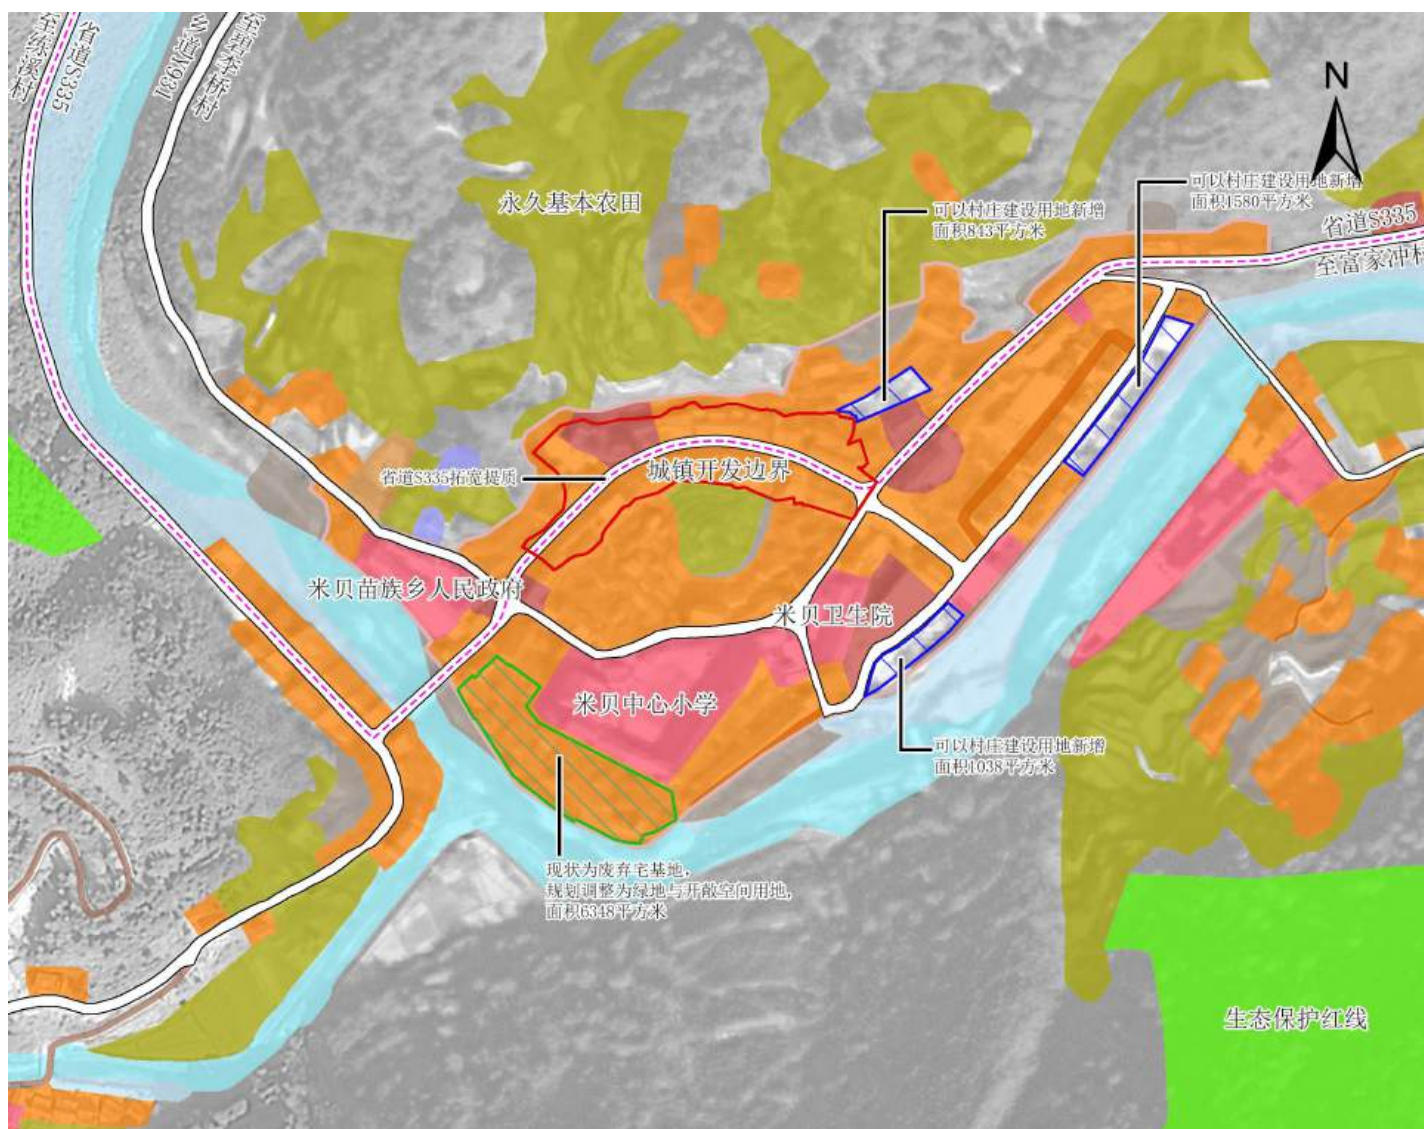 至练溪村
省道S335
乡道Y931
至碧李桥村
N
永久基本农田
可以村庄建设用地新增
面积843平方米
可以村庄建设用地新增
面积1580平方米
省道S335
至富家冲村
省道S335拓宽提质
城镇开发边界
米贝苗族乡人民政府
米贝卫生院
米贝中心小学
可以村庄建设用地新增
面积1038平方米
现状为废弃宅基地，
规划调整为绿地与开敞空间用地，
面积6348平方米
生态保护红线